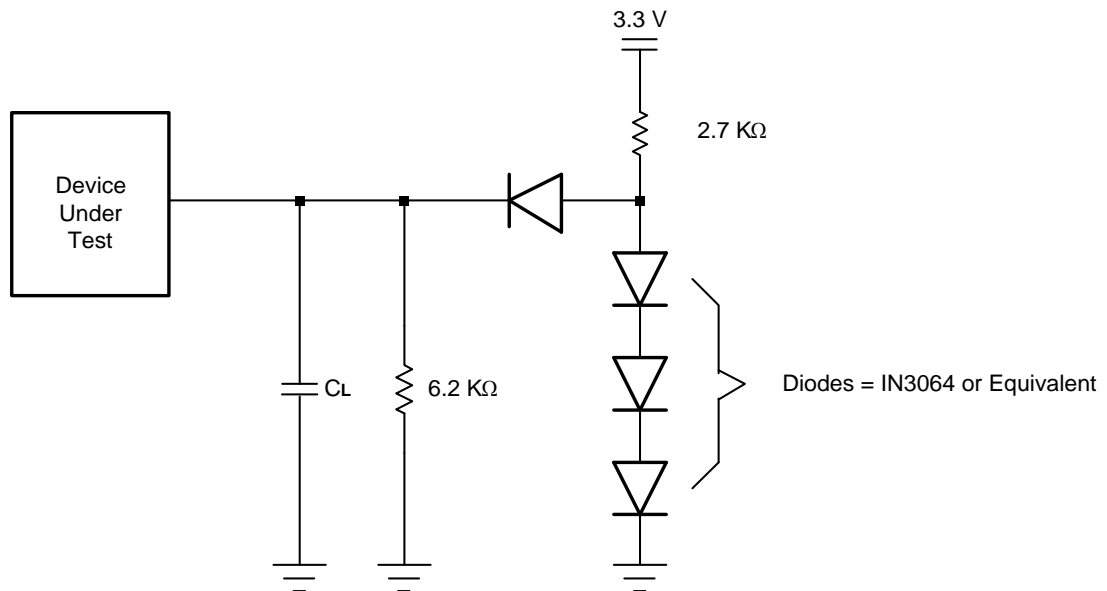 3.3 V
2.7 KΩ
Device
Under
Test
CL
6.2 KΩ
Diodes = IN3064 or Equivalent